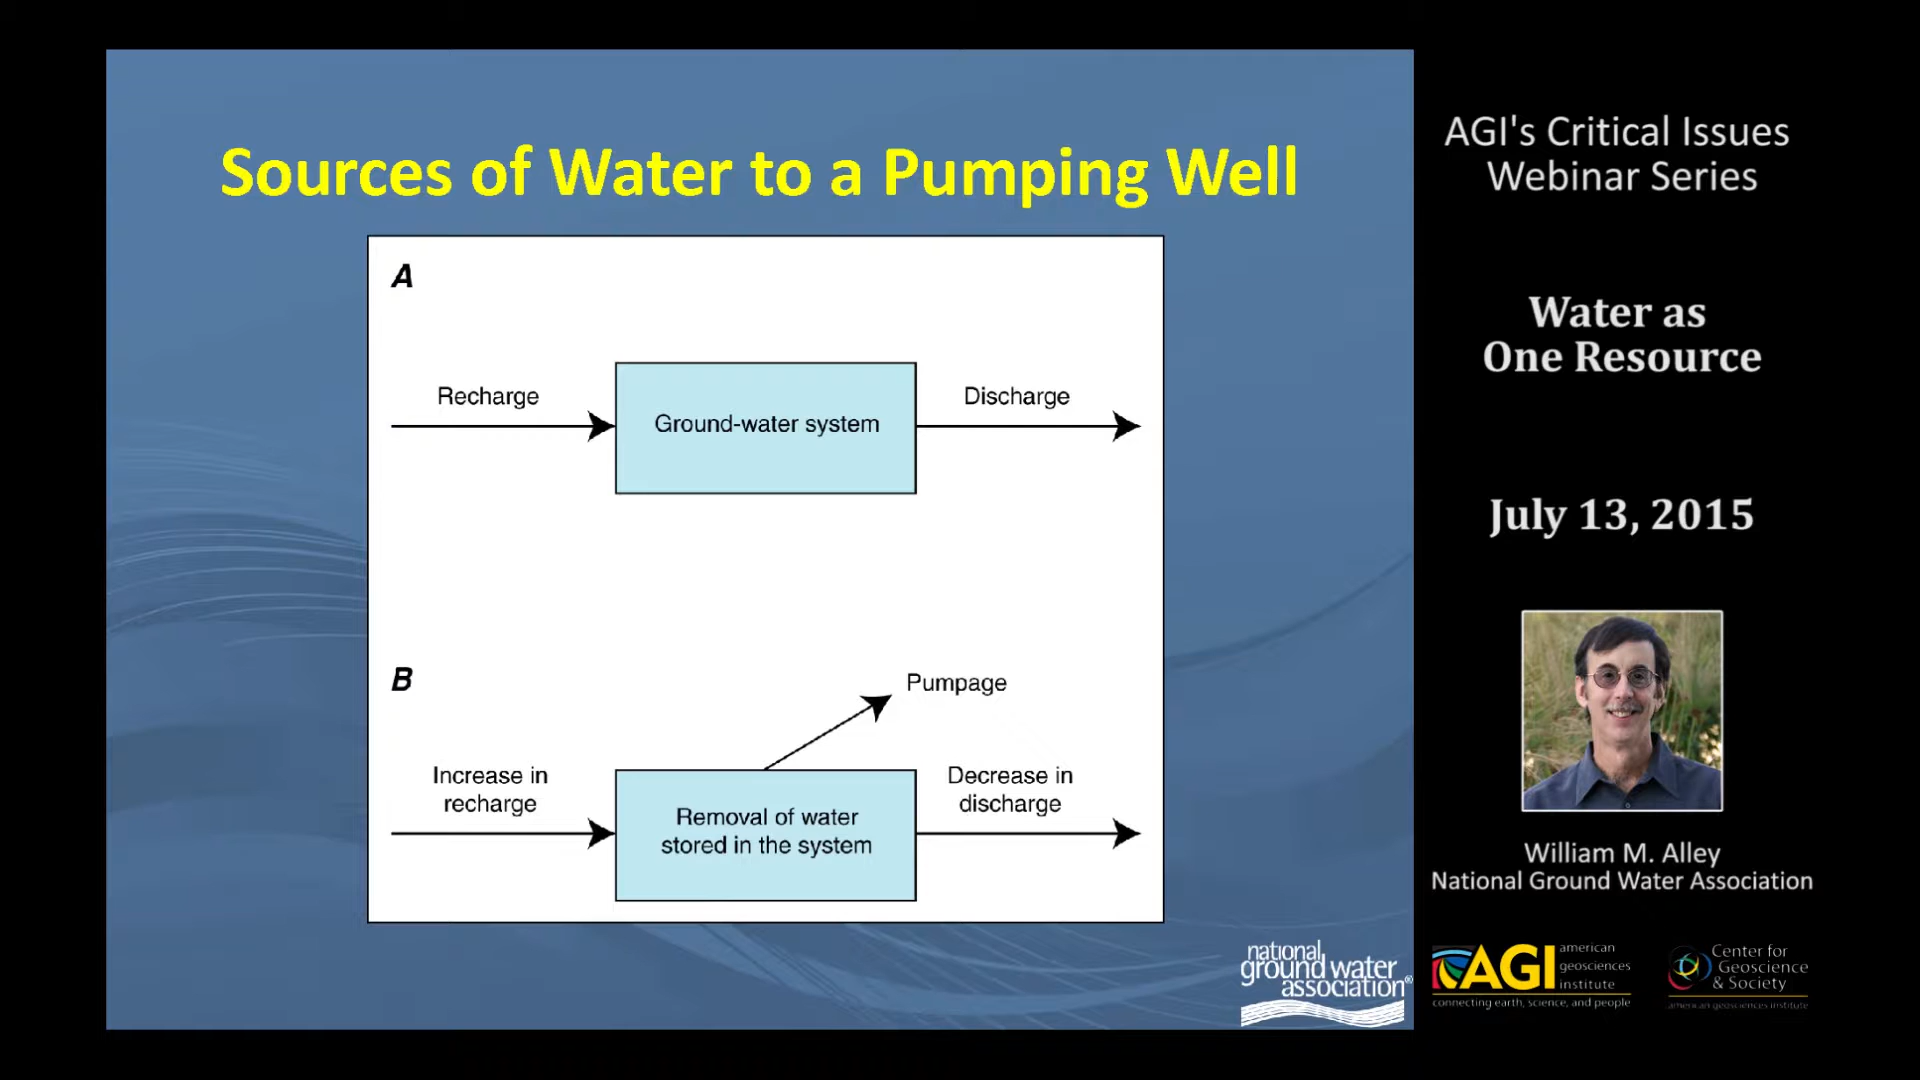 Sources of Water to a Pumping Well
A
Recharge
Ground-water system
Discharge
B
Pumpage
Increase in
recharge
Removal of water
stored in the system
Decrease in
discharge
national
ground water
association®
AGI's Critical Issues
Webinar Series
Water as
One Resource
July 13, 2015
William M. Alley
National Ground Water Association
AGI
american
geosciences
institute
connecting earth, science, and people
Center for
Geoscience
& Society
american geosciences institute